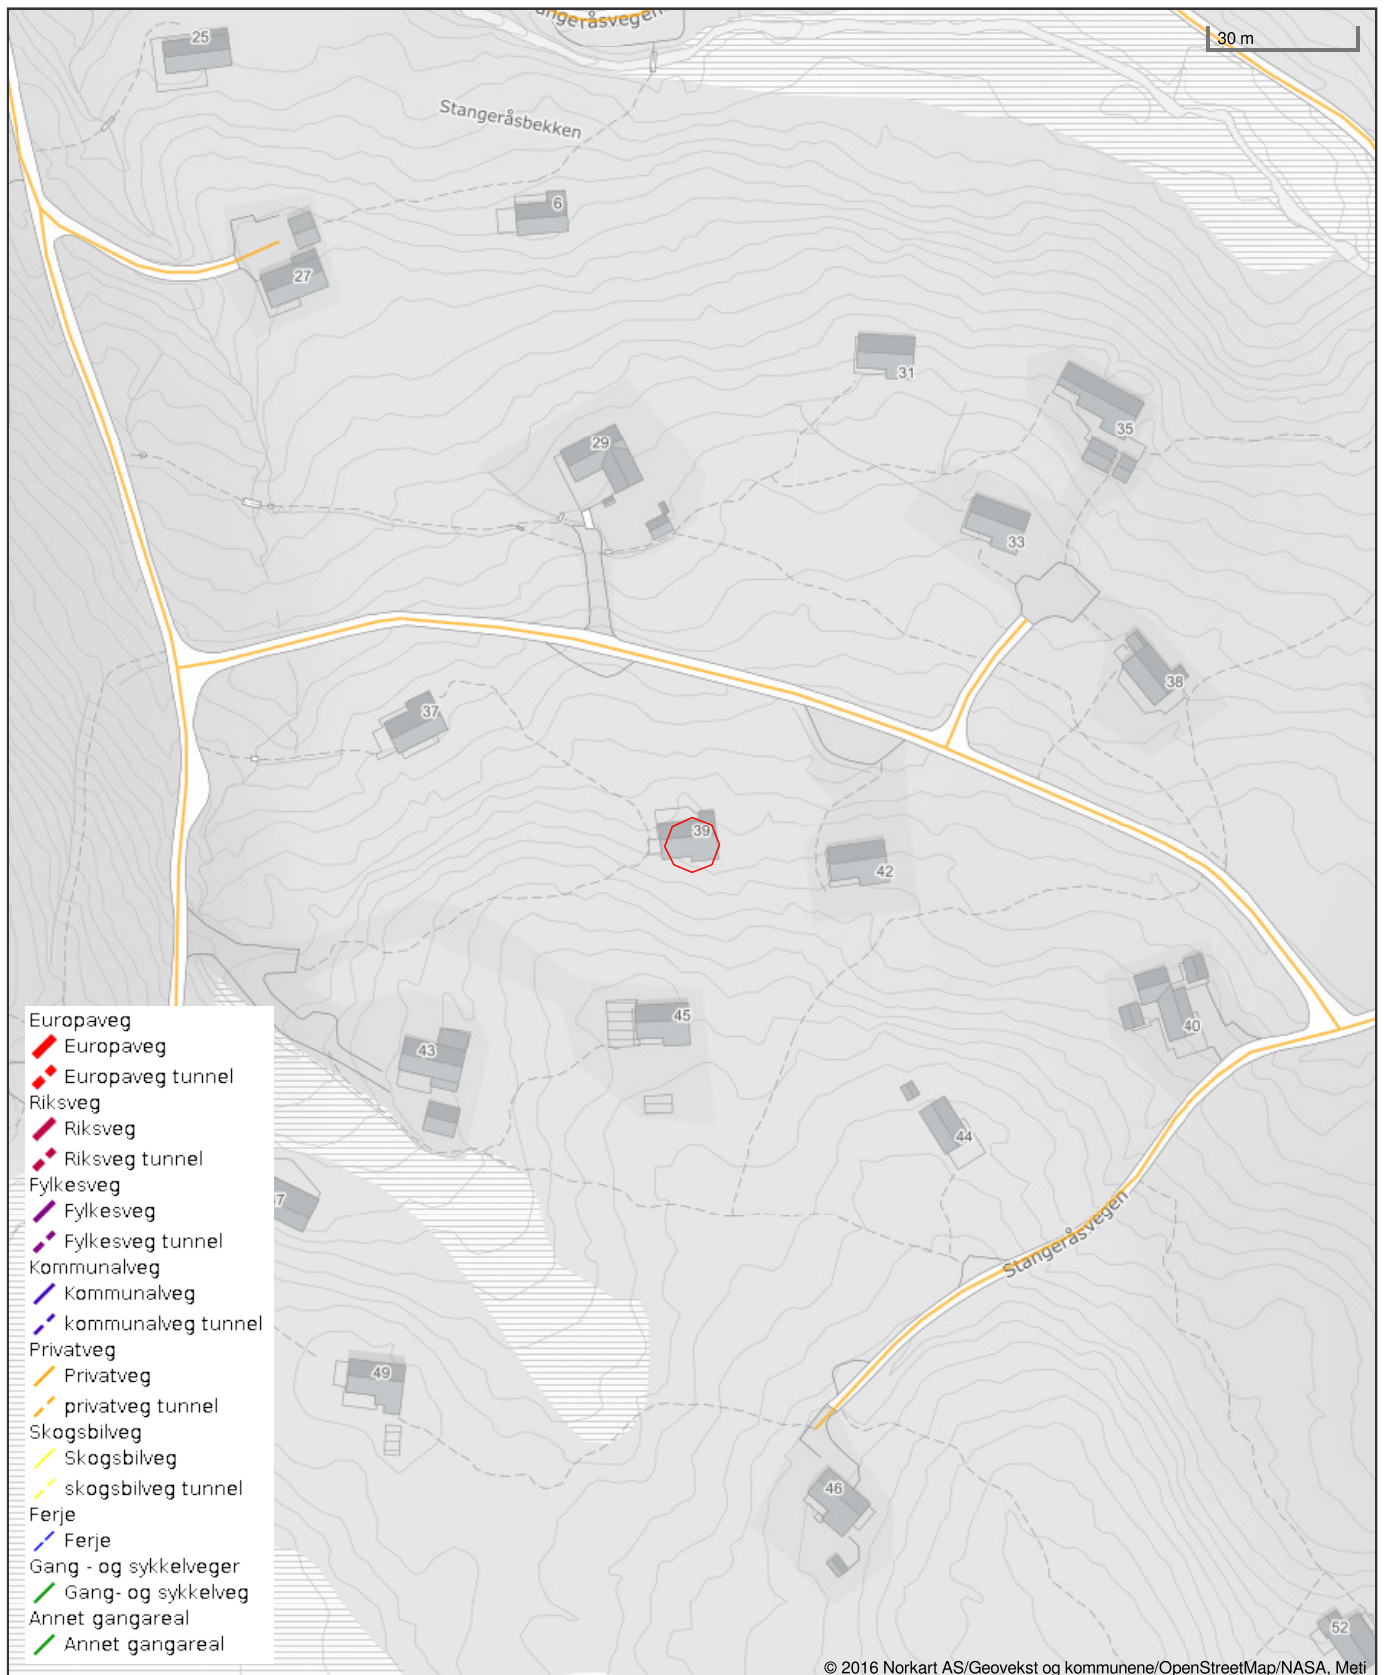 ungeråsvegen
30 m
25
Stangeråsbekken
6
27
31
35
29
33
38
37
39
42
45
43
40
44
Stangeråsvegen
49
46
52
Europaveg
Europaveg
Europaveg tunnel
Riksveg
Riksveg
Riksveg tunnel
Fylkesveg
Fylkesveg
Fylkesveg tunnel
Kommunalveg
Kommunalveg
kommunalveg tunnel
Privatveg
Privatveg
privatveg tunnel
Skogsbilveg
Skogsbilveg
skogsbilveg tunnel
Ferje
Ferje
Gang - og sykkelveger
Gang- og sykkelveg
Annet gangareal
Annet gangareal
© 2016 Norkart AS/Geovekst og kommunene/OpenStreetMap/NASA, Meti